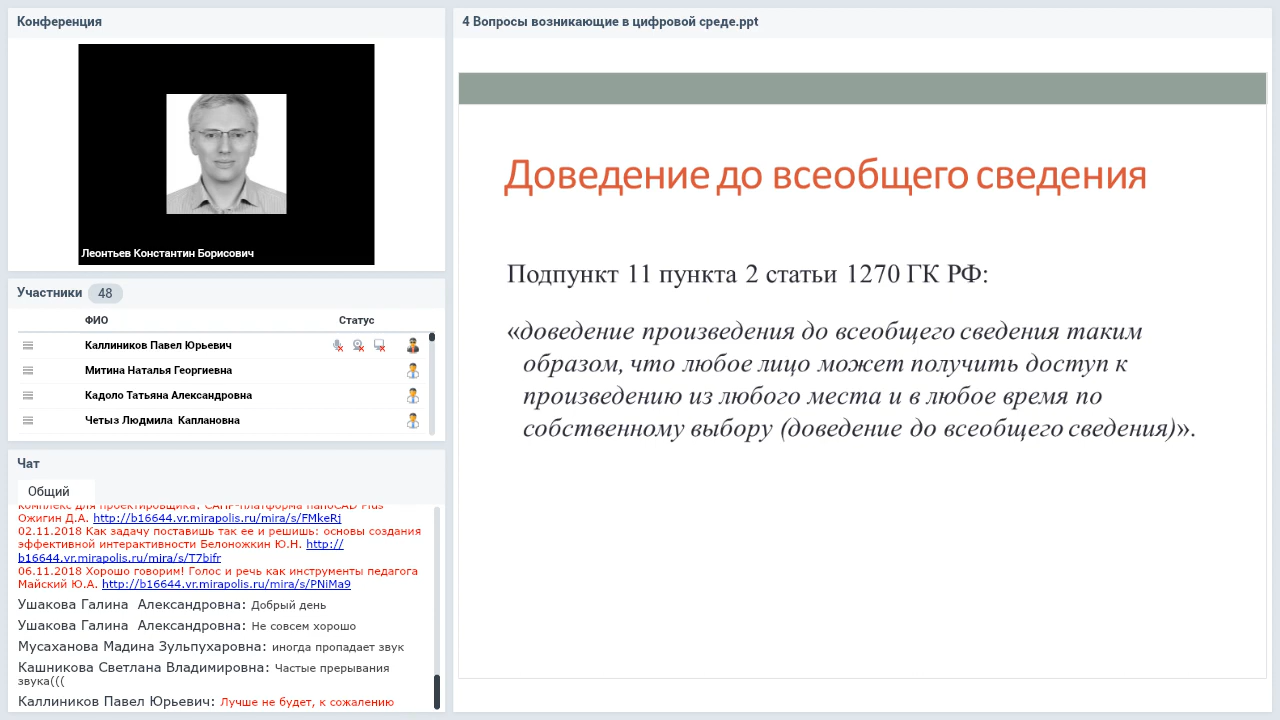 Конференция
Леонтьев Константин Борисович
Участники 48
ФИО Статус
Каллиников Павел Юрьевич
Митина Наталья Георгиевна
Кадоло Татьяна Александровна
Четыз Людмила Каплановна
Чат
Общий
комплекс для проектировщика: САПР-платформа nanoCAD Plus
Ожигин Д.А. http://b16644.vr.mirapolis.ru/mira/s/FMkeRj
02.11.2018 Как задачу поставишь так ее и решишь: основы создания
эффективной интерактивности Белоножкин Ю.Н. http://
b16644.vr.mirapolis.ru/mira/s/T7bifr
06.11.2018 Хорошо говорим! Голос и речь как инструменты педагога
Майский Ю.А. http://b16644.vr.mirapolis.ru/mira/s/PNiMa9
Ушакова Галина Александровна: Добрый день
Ушакова Галина Александровна: Не совсем хорошо
Мусаханова Мадина Зульпухаровна: иногда пропадает звук
Кашникова Светлана Владимировна: Частые прерывания
звука(((
Каллиников Павел Юрьевич: Лучше не будет, к сожалению
4 Вопросы возникающие в цифровой среде.ppt
Доведение до всеобщего сведения
Подпункт 11 пункта 2 статьи 1270 ГК РФ:
«доведение произведения до всеобщего сведения таким
образом, что любое лицо может получить доступ к
произведению из любого места и в любое время по
собственному выбору (доведение до всеобщего сведения)».